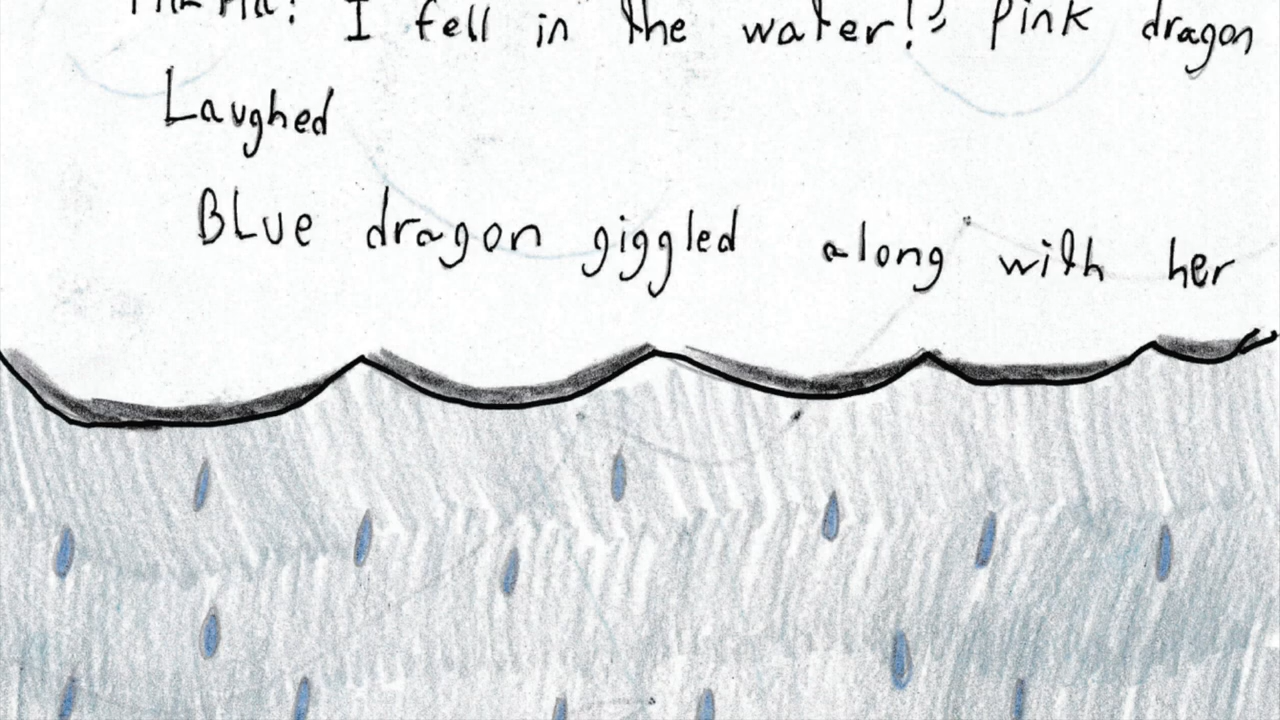 I fell in the water!" Pink dragon
Laughed
Blue dragon giggled along with her